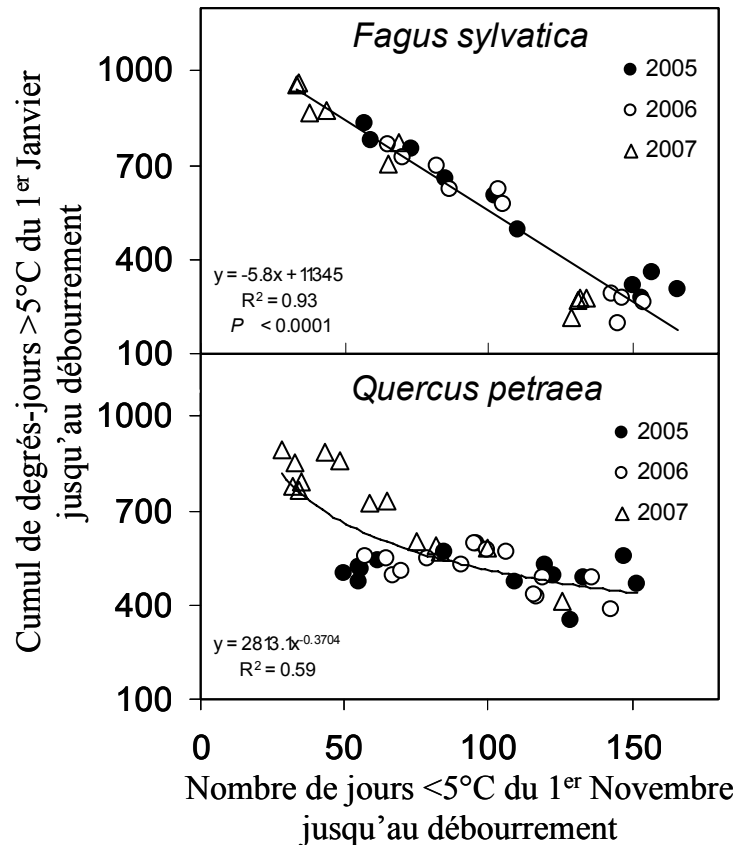 Cumul de degrés-jours >5°C du 1er Janvier
jusqu'au débourrement
Fagus sylvatica
1000
700
400
100
2005
2006
2007
y = -5.8x + 11345
R2 = 0.93
P < 0.0001
Quercus petraea
1000
700
400
100
2005
2006
2007
y = 2813.1x-0.3704
R2 = 0.59
0 50 100 150
Nombre de jours <5°C du 1er Novembre
jusqu'au débourrement